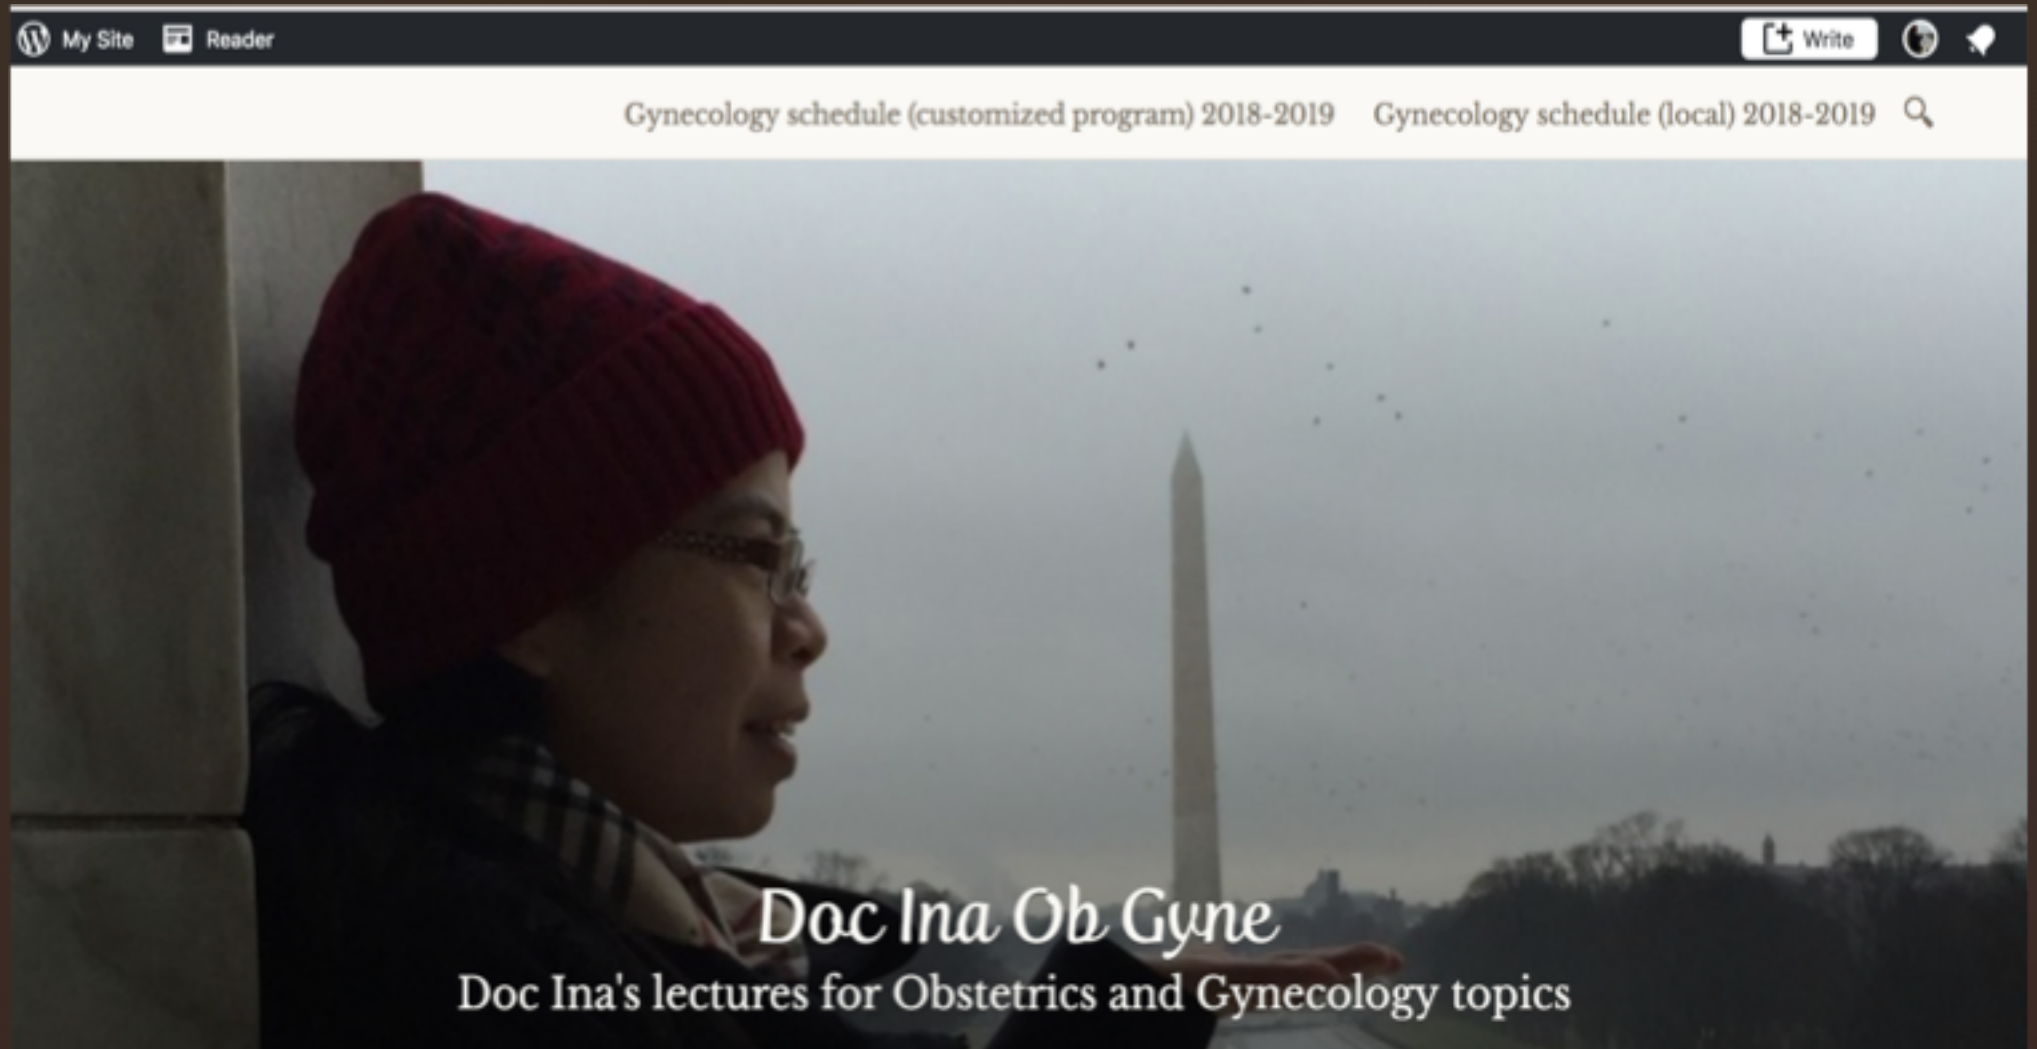 My Site Reader Write
Gynecology schedule (customized program) 2018-2019 Gynecology schedule (local) 2018-2019
Doc Ina Ob Gyne
Doc Ina's lectures for Obstetrics and Gynecology topics